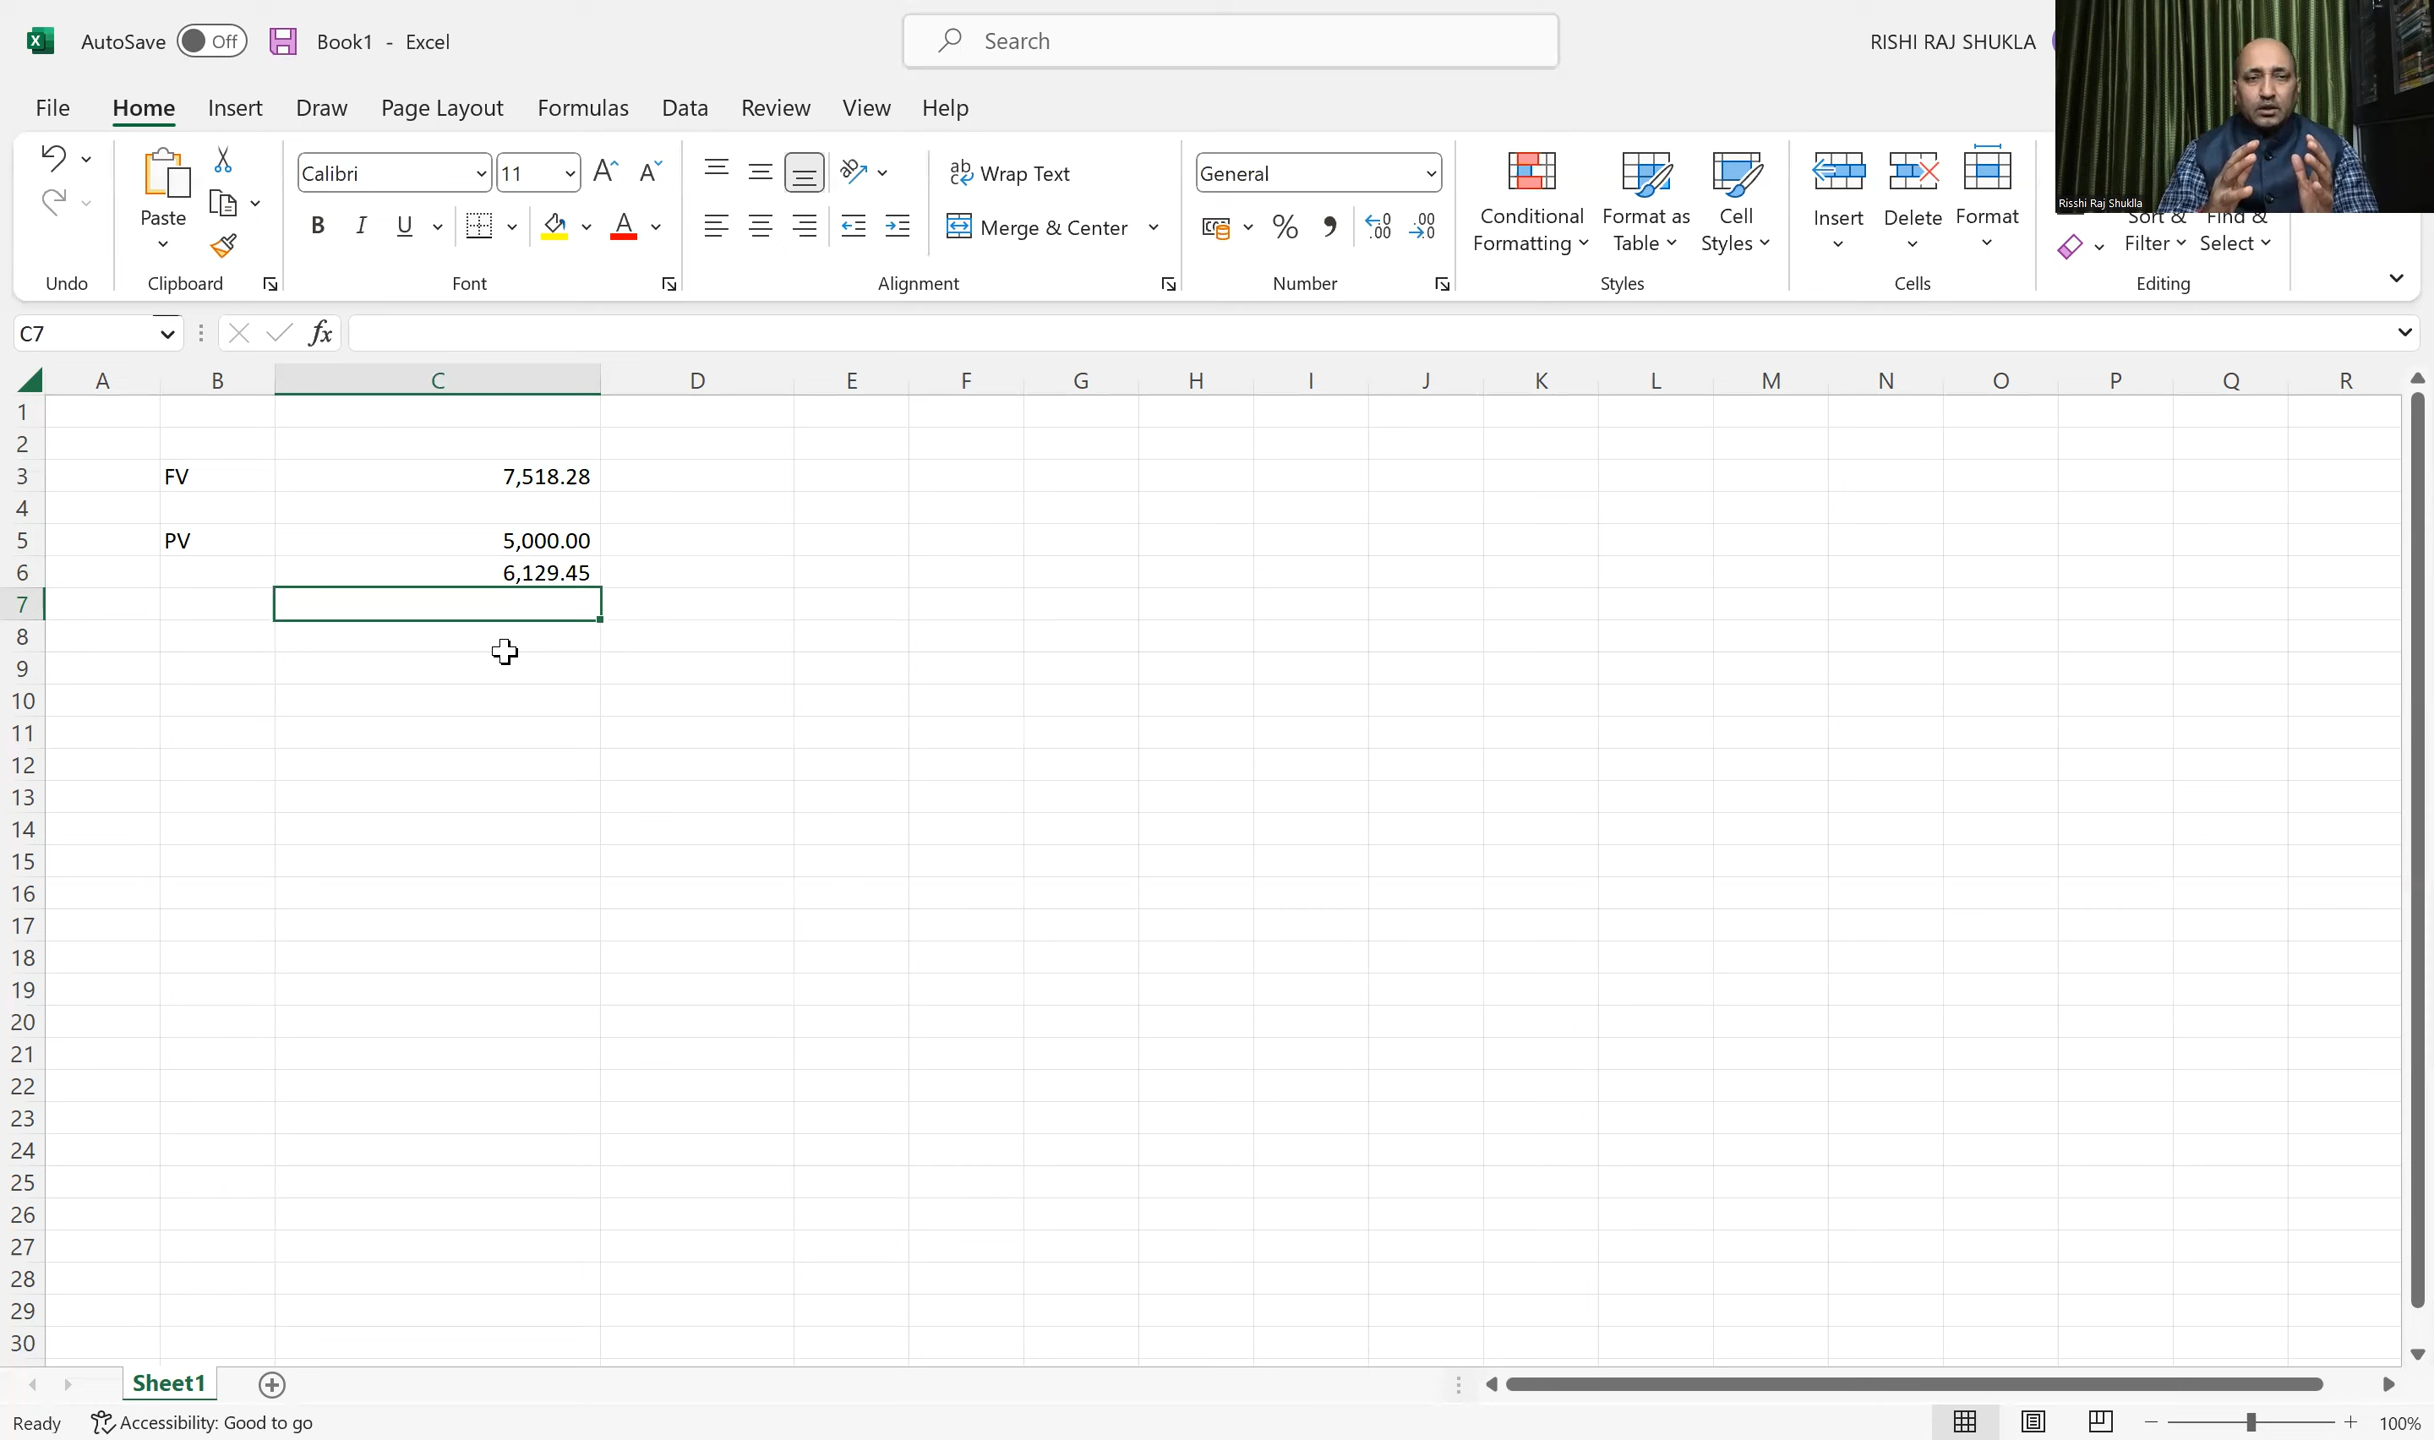 AutoSave Off Book1 - Excel Search RISHI RAJ SHUKLA
File Home Insert Draw Page Layout Formulas Data Review View Help
Calibri 11 Wrap Text General
Paste Merge & Center Conditional Formatting Format as Table Cell Styles Insert Delete Format Sort & Filter Find & Select
Undo Clipboard Font Alignment Number Styles Cells Editing
Risshi Raj Shuklla
C7 fx
A B C D E F G H I J K L M N O P Q R
1
2
3 FV 7,518.28
4
5 PV 5,000.00
6 6,129.45
7
8
9
10
11
12
13
14
15
16
17
18
19
20
21
22
23
24
25
26
27
28
29
30
Sheet1
Ready Accessibility: Good to go 100%